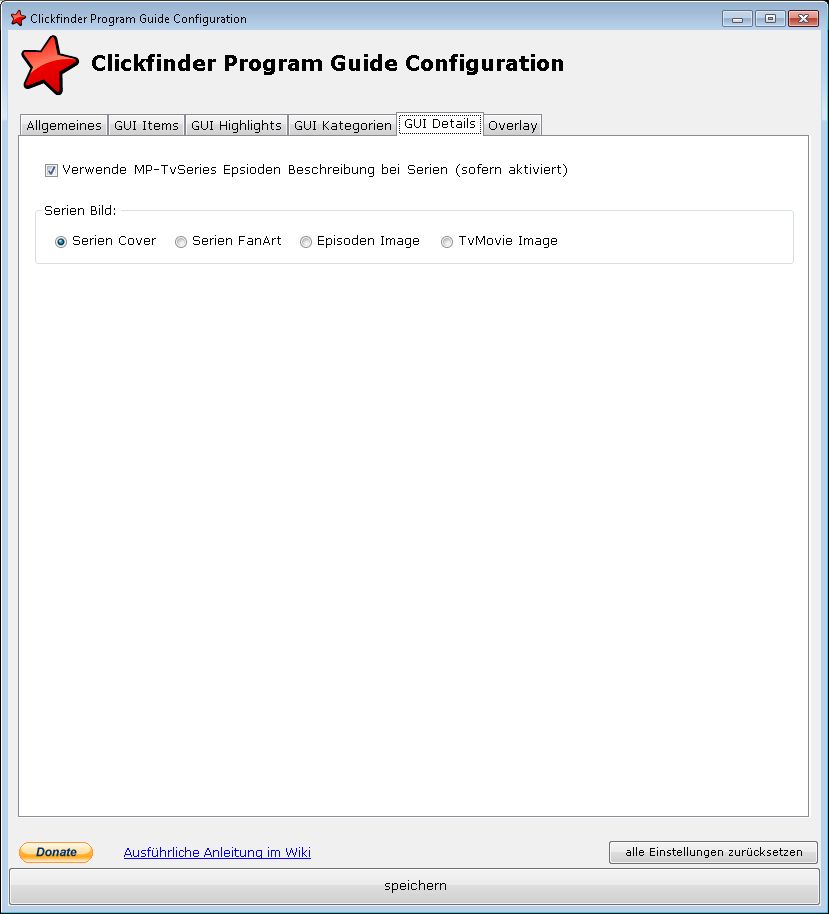 Clickfinder Program Guide Configuration
Clickfinder Program Guide Configuration
Allgemeines GUI Items GUI Highlights GUI Kategorien GUI Details Overlay
Verwende MP-TvSeries Epsioden Beschreibung bei Serien (sofern aktiviert)
Serien Bild:
Serien Cover Serien FanArt Episoden Image TvMovie Image
Donate Ausführliche Anleitung im Wiki alle Einstellungen zurücksetzen
speichern